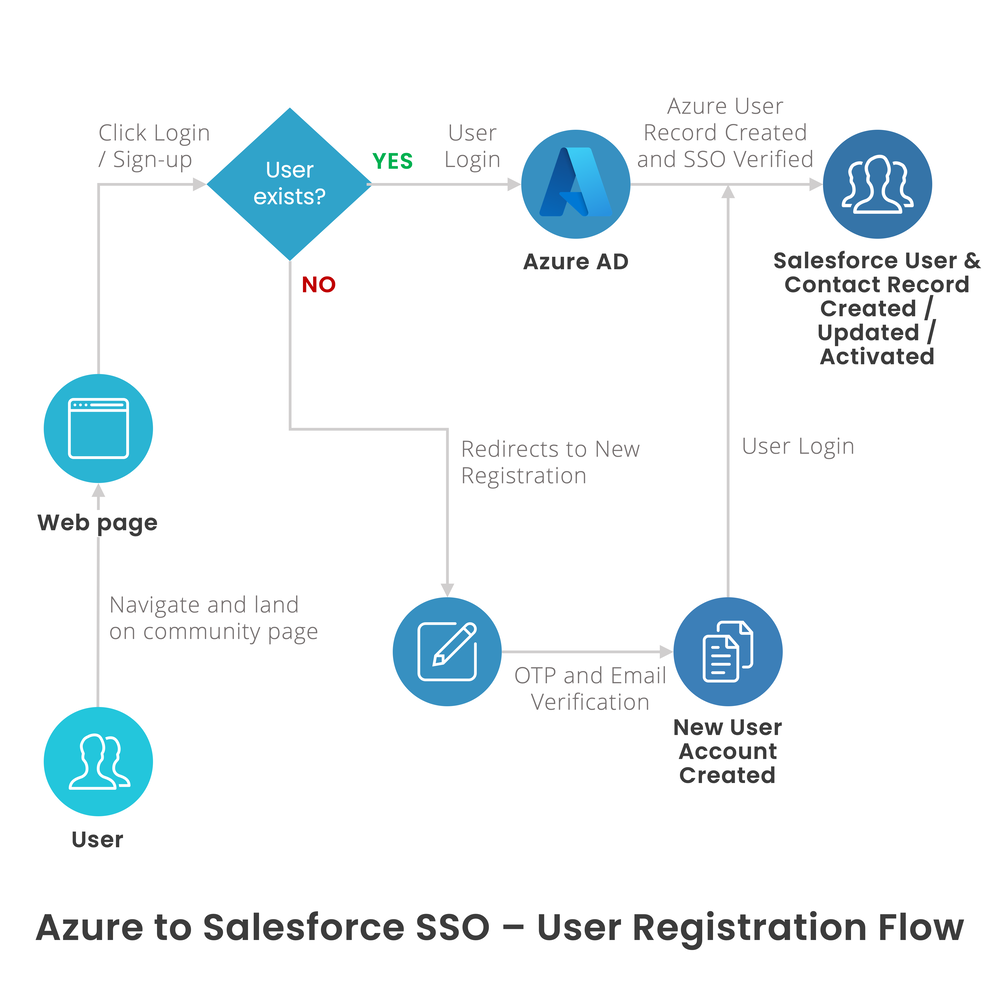 Click Login
/ Sign-up
User
exists?
YES
NO
User
Login
Azure AD
Azure User
Record Created
and SSO Verified
Salesforce User &
Contact Record
Created /
Updated /
Activated
Web page
Navigate and land
on community page
User
Redirects to New
Registration
OTP and Email
Verification
User Login
New User
Account
Created
Azure to Salesforce SSO – User Registration Flow